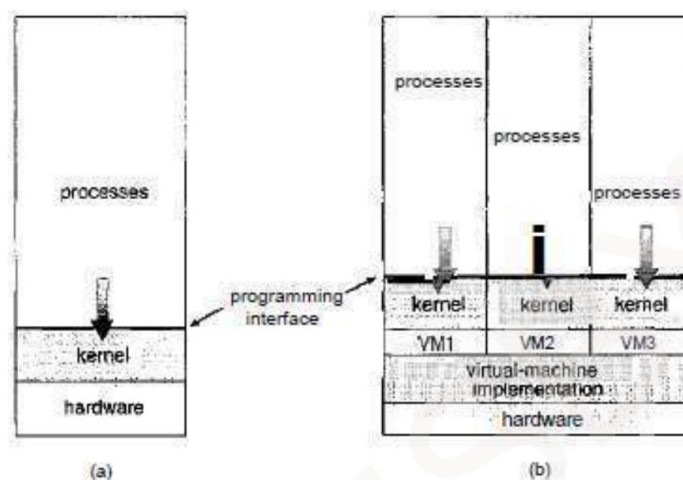 processes
kernel
hardware
(a)
programming
interface
processes
processes
processes
kernel
kernel
kernel
VM1
VM2
VM3
virtual-machine
implementation
hardware
(b)